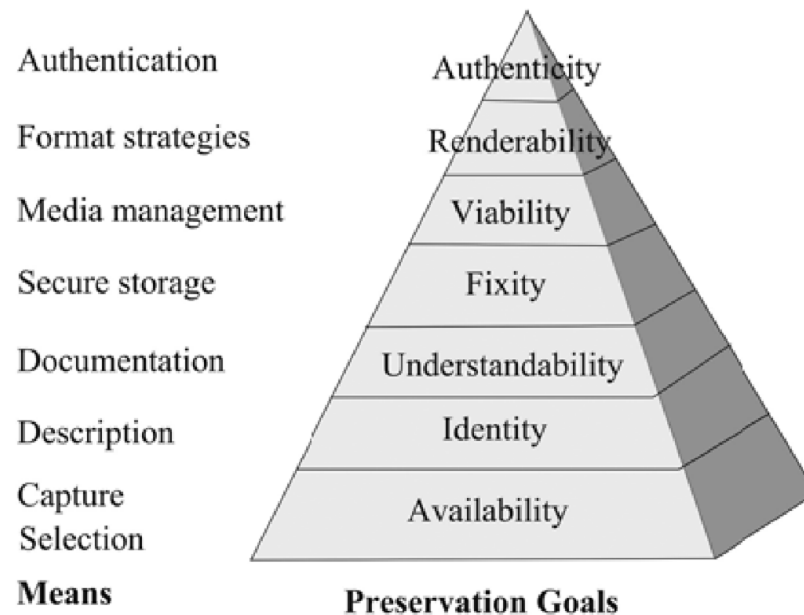 Authentication
Authenticity
Format strategies
Renderability
Media management
Viability
Secure storage
Fixity
Documentation
Understandability
Description
Identity
Capture
Selection
Availability
Means
Preservation Goals